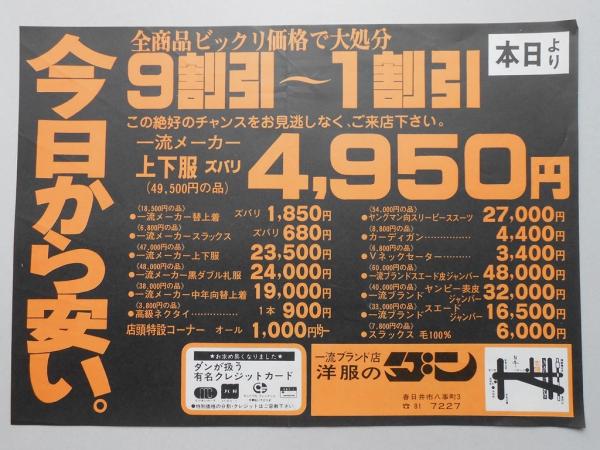 今日から安い。
全商品ビックリ価格で大処分
本日より
9割引〜1割引
この絶好のチャンスをお見逃しなく、ご来店下さい。
一流メーカー
上下服 ズバリ 4,950円
(49,500円の品)
(18,500円の品)
●一流メーカー替上着 ズバリ 1,850円
(6,800円の品)
●一流メーカースラックス ズバリ 680円
(47,000円の品)
●一流メーカー上下服 23,500円
(48,000円の品)
●一流メーカー黒ダブル礼服 24,000円
(38,000円の品)
●一流メーカー中年向替上着 19,000円
(3,800円の品)
●高級ネクタイ…………… 1本 900円
店頭特設コーナー オール 1,000円均一
(54,000円の品)
●ヤングマン向スリーピーススーツ 27,000円
(8,800円の品)
●カーディガン…………… 4,400円
(6,800円の品)
●Vネックセーター………… 3,400円
(60,000円の品)
●一流ブランドスエード皮ジャンパー 48,000円
(40,000円の品)
●一流ブランド ヤンピー表皮ジャンパー 32,000円
(33,000円の品)
●一流ブランド スエードジャンパー 16,500円
(7,800円の品)
●スラックス 毛100% 6,000円
★お求め易くなりました★
ダンが扱う
有名クレジットカード
●特別価格の分割・クレジットはご容赦下さい
一流ブランド店
洋服のダン
春日井市八事町3
☎81 7227